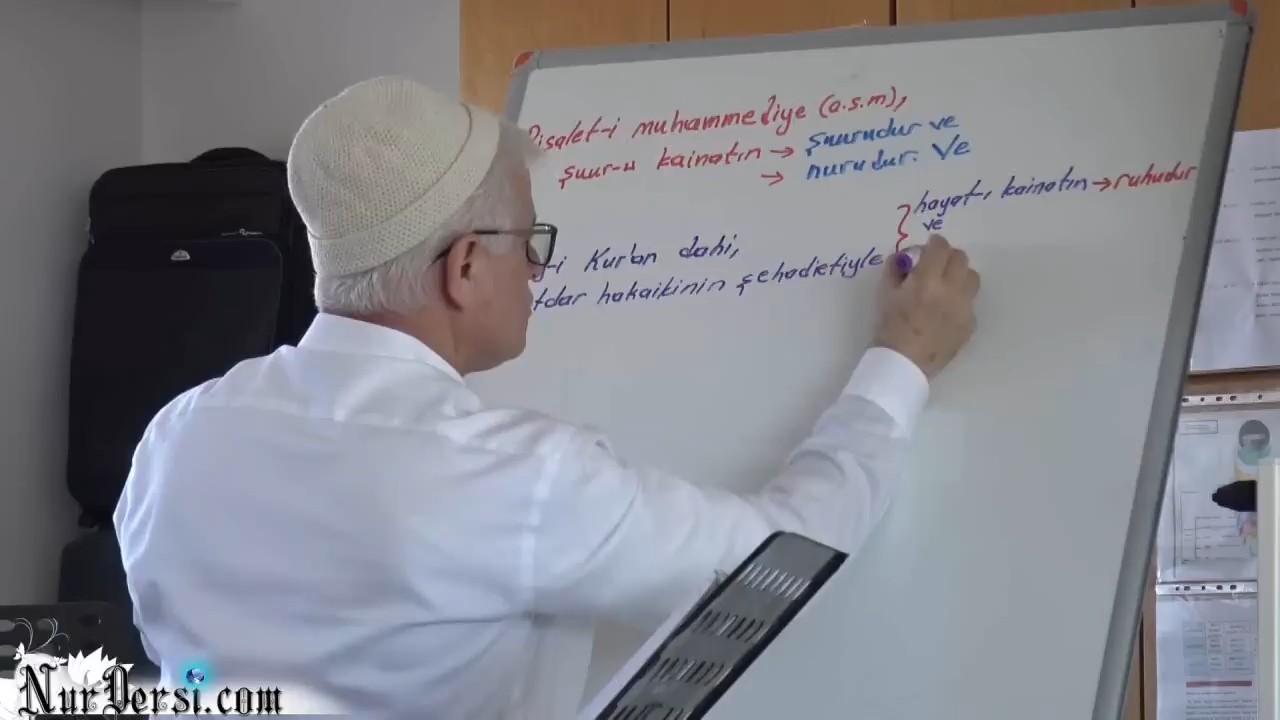 Risalet-i muhammediye (a.s.m),
şuur-u kainatın → şuurudur ve
→ nurudur. Ve
hayat-ı kainatın → ruhudur
ve
Kur'an dahi,
hakaikinin şehadetiyle
NurDersi.com